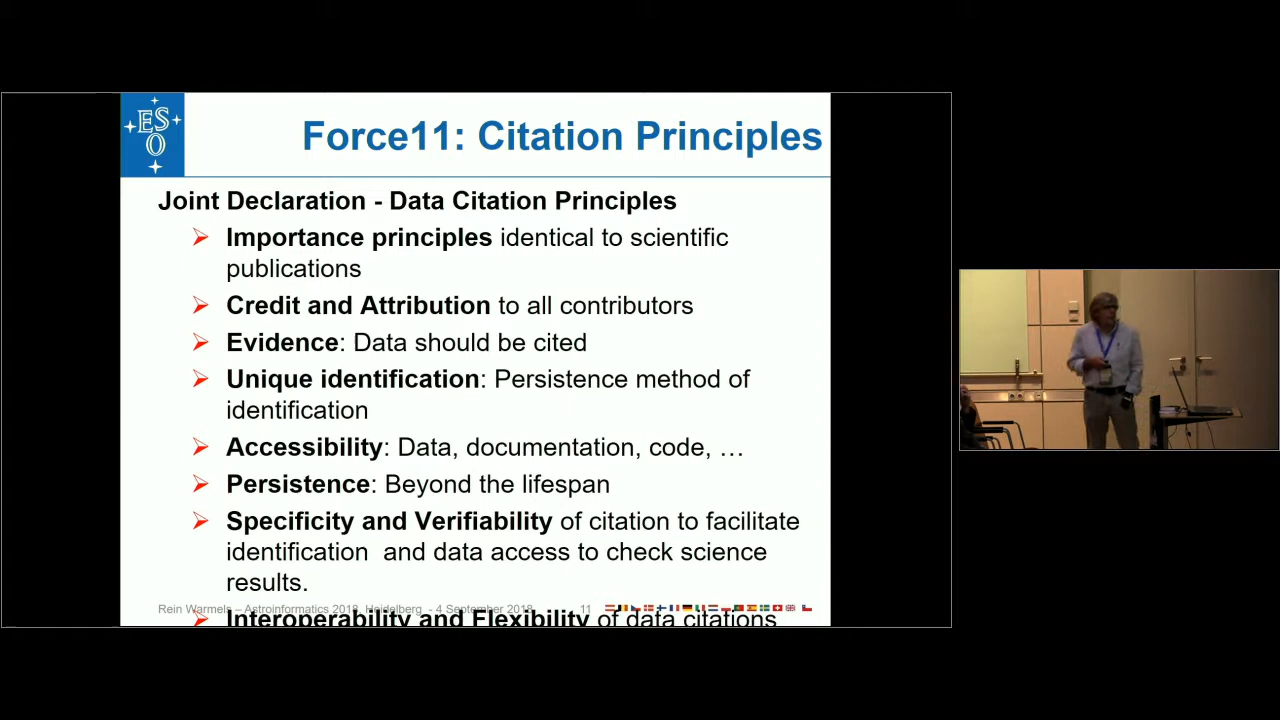 ESO
Force11: Citation Principles
Joint Declaration - Data Citation Principles
Importance principles identical to scientific
publications
Credit and Attribution to all contributors
Evidence: Data should be cited
Unique identification: Persistence method of
identification
Accessibility: Data, documentation, code, …
Persistence: Beyond the lifespan
Specificity and Verifiability of citation to facilitate
identification  and data access to check science
results.
Rein Warmels – Astroinformatics 2018, Heidelberg - 4 September 2018
11
Interoperability and Flexibility of data citations